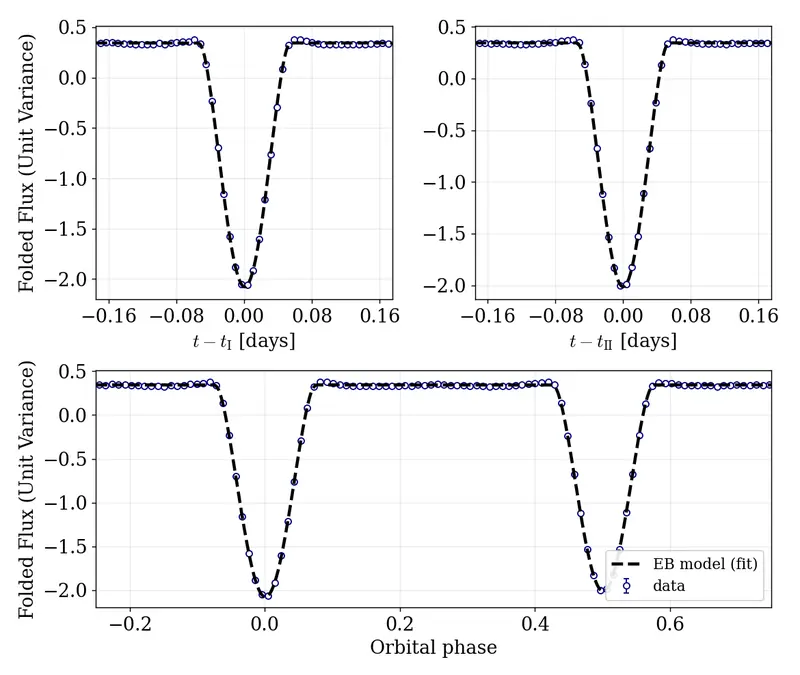 Folded Flux (Unit Variance)
0.5
0.0
−0.5
−1.0
−1.5
−2.0
−0.16 −0.08 0.00 0.08 0.16
t − tI [days]
0.5
0.0
−0.5
−1.0
−1.5
−2.0
−0.16 −0.08 0.00 0.08 0.16
t − tII [days]
Folded Flux (Unit Variance)
0.5
0.0
−0.5
−1.0
−1.5
−2.0
EB model (fit)
data
−0.2 0.0 0.2 0.4 0.6
Orbital phase